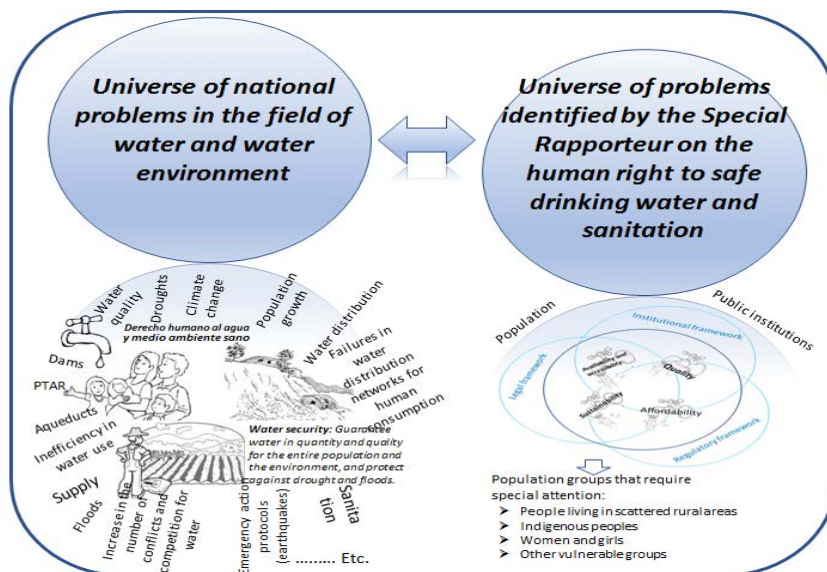 Universe of national
problems in the field of
water and water
environment
Universe of problems
identified by the Special
Rapporteur on the
human right to safe
drinking water and
sanitation
Water
quality
Droughts
Climate
change
Population
growth
Water distribution
Failures in
water
distribution
networks for
human
consumption
Derecho humano al agua
y medio ambiente sano
Dams
PTAR
Aqueducts
Inefficiency in
water use
Supply
Floods
Increase in the
number of
conflicts and
competition for
water
Water security: Guarantee
water in quantity and quality
for the entire population and
the environment, and protect
against drought and floods.
Emergency action
protocols
(earthquakes)
Sanita
tion
......... Etc.
Population
Public institutions
Institutional framework
Legal framework
Availability and
accessibility
Quality
Sustainability
Affordability
Regulatory framework
Population groups that require
special attention:
➤ People living in scattered rural areas
➤ Indigenous peoples
➤ Women and girls
➤ Other vulnerable groups